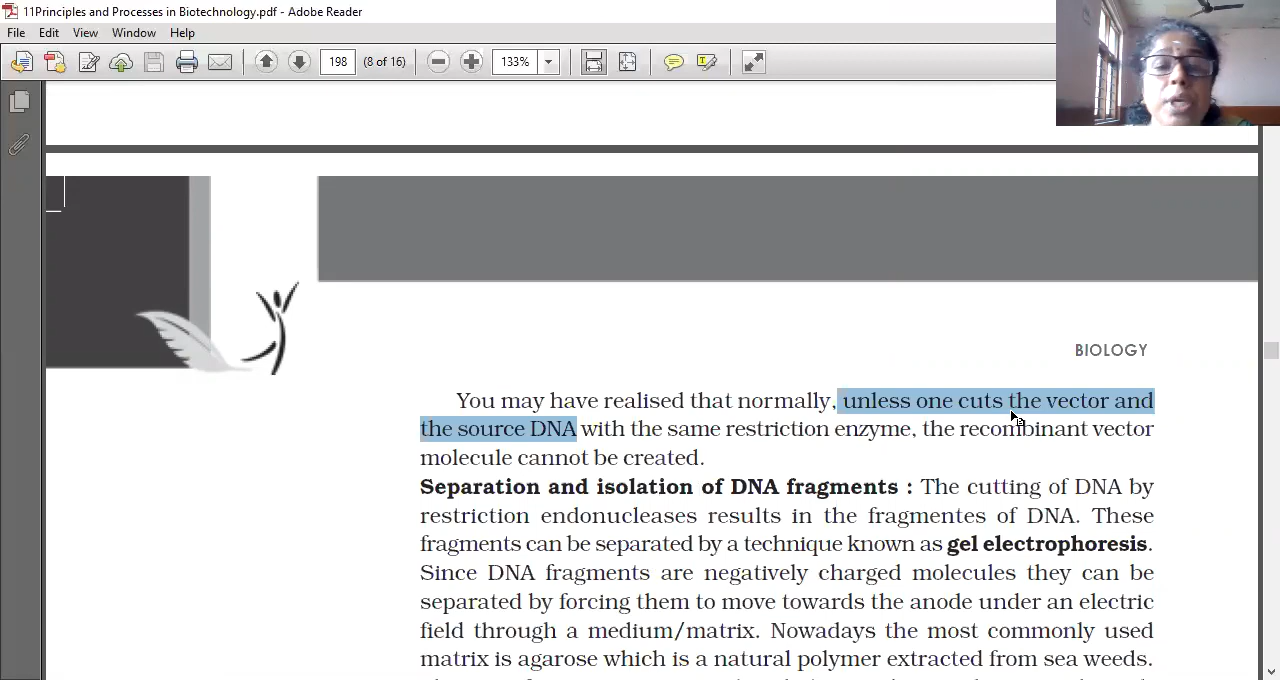 11Principles and Processes in Biotechnology.pdf - Adobe Reader
File Edit View Window Help
198 (8 of 16) 133%
BIOLOGY
You may have realised that normally, unless one cuts the vector and
the source DNA with the same restriction enzyme, the recombinant vector
molecule cannot be created.
Separation and isolation of DNA fragments : The cutting of DNA by
restriction endonucleases results in the fragmentes of DNA. These
fragments can be separated by a technique known as gel electrophoresis.
Since DNA fragments are negatively charged molecules they can be
separated by forcing them to move towards the anode under an electric
field through a medium/matrix. Nowadays the most commonly used
matrix is agarose which is a natural polymer extracted from sea weeds.